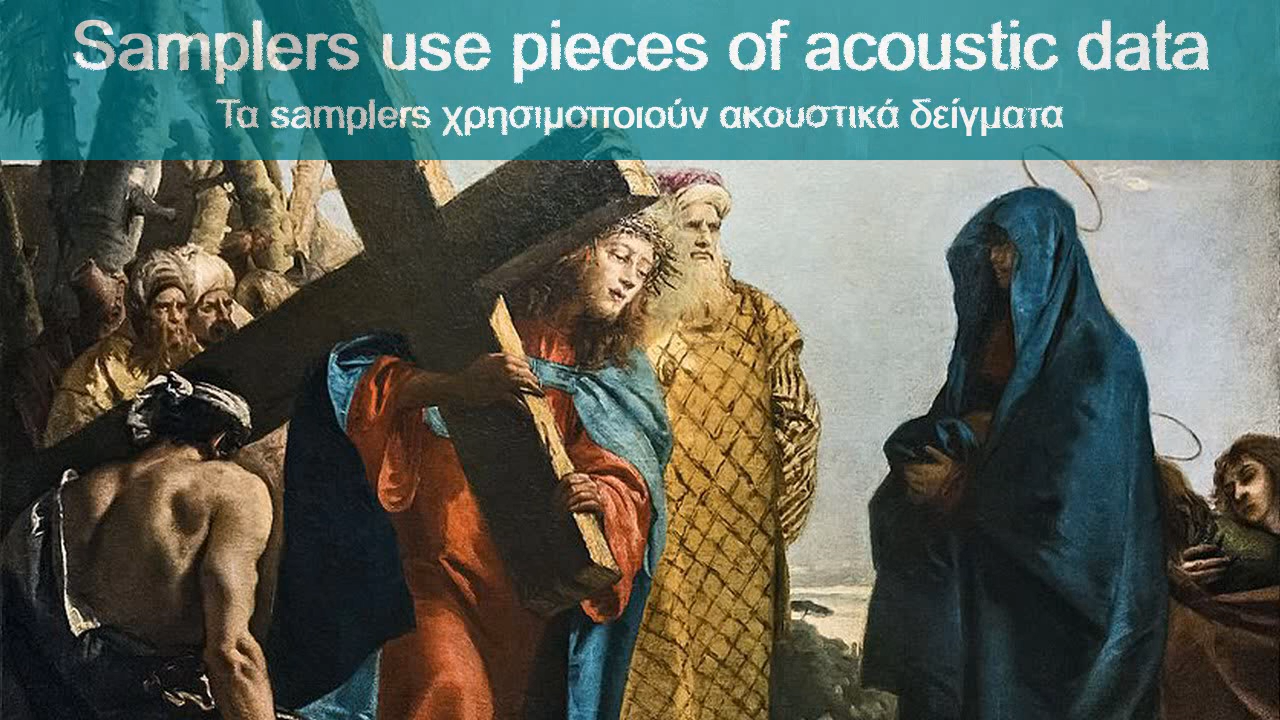 Samplers use pieces of acoustic data
Τα samplers χρησιμοποιούν ακουστικά δείγματα